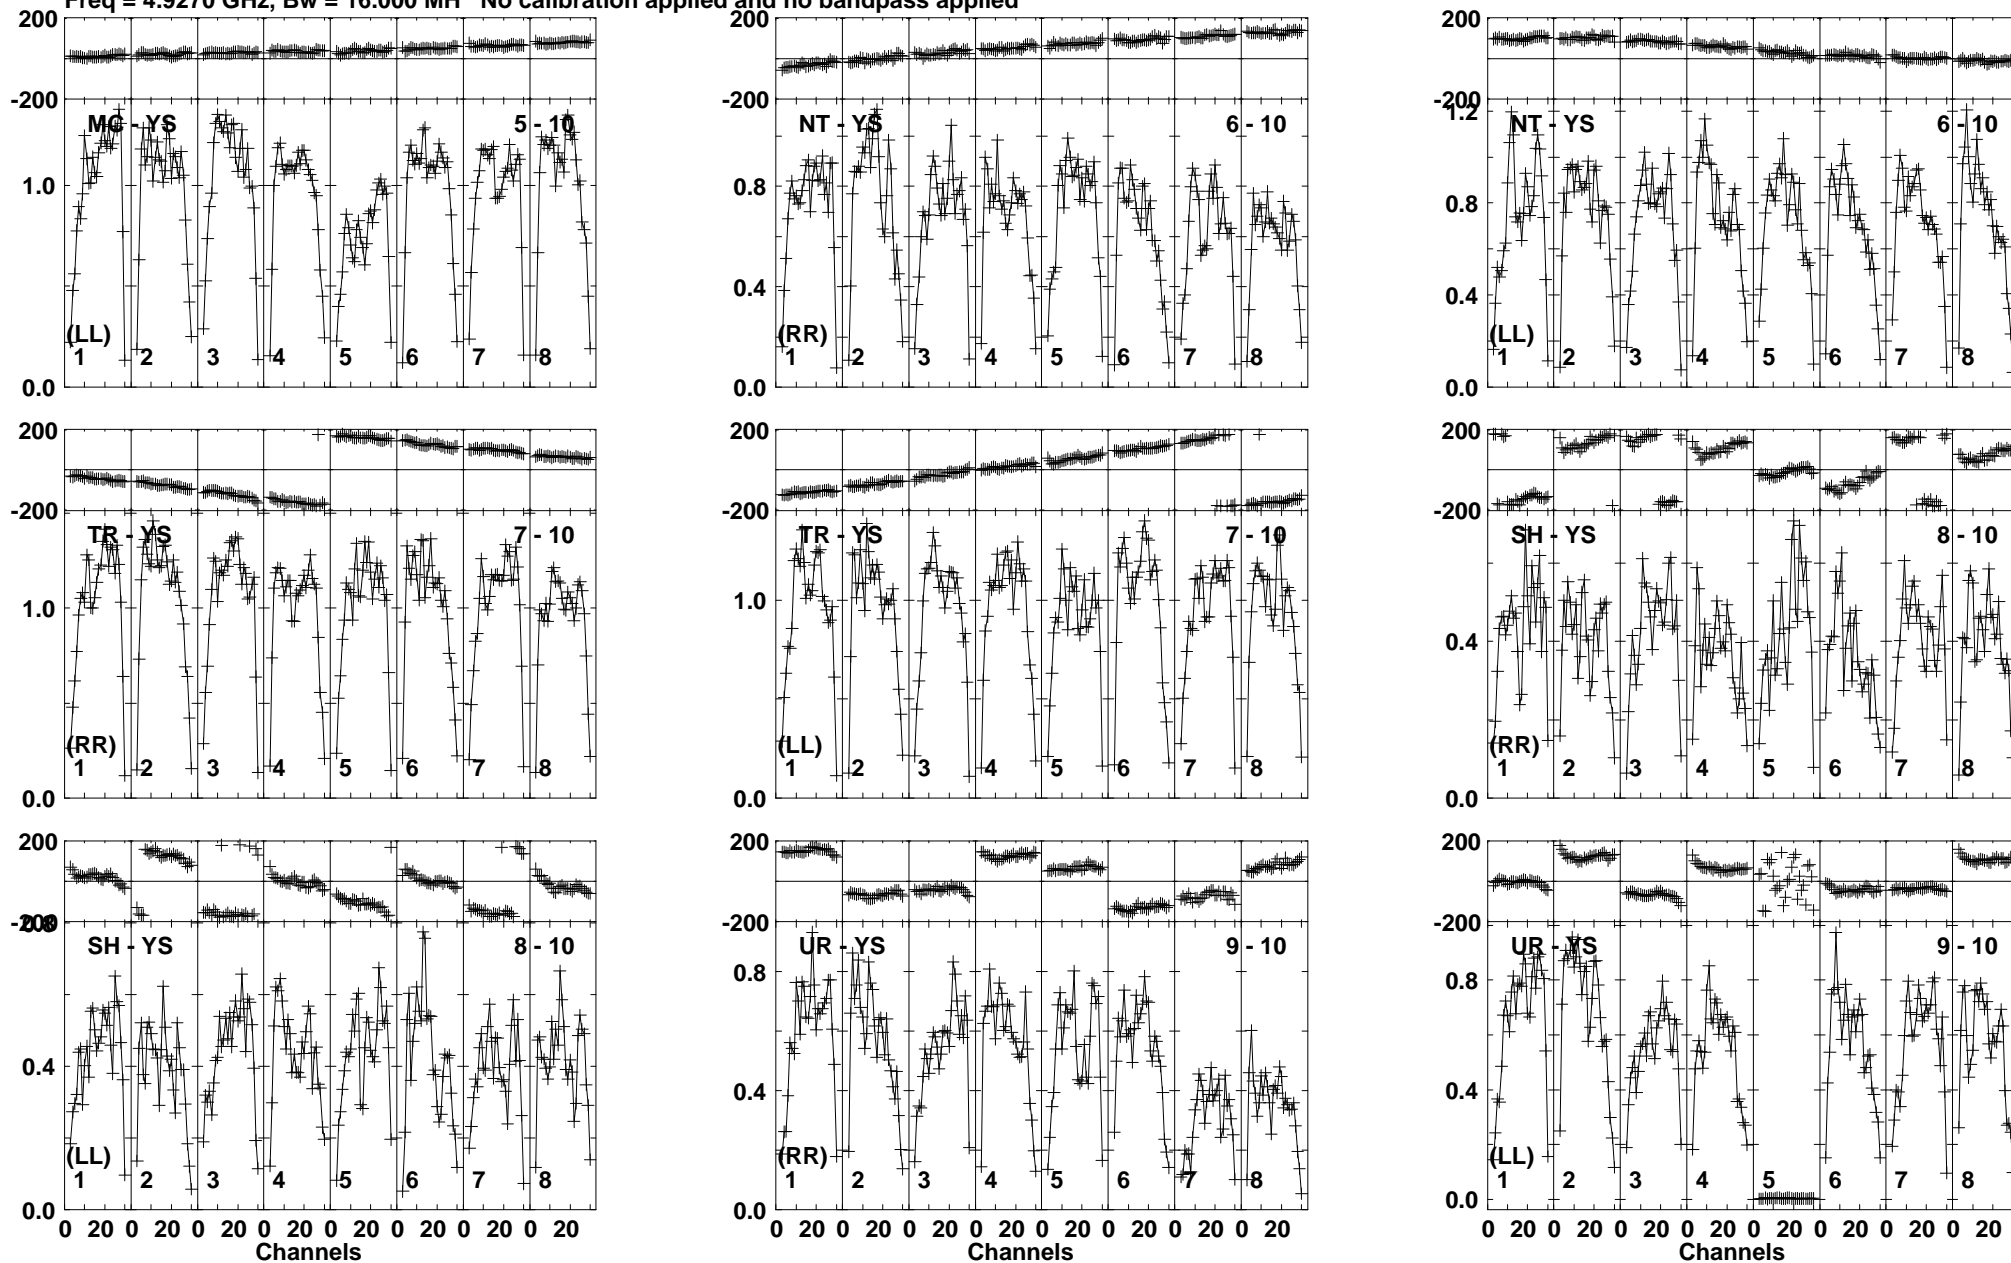 Freq = 4.9270 GHz, Bw = 16.000 MH No calibration applied and no bandpass applied
200 200 200
-200 -200 -200
MC - YS 5 - 10 NT - YS 6 - 10 1.2 NT - YS 6 - 10
1.0 0.8 0.8
0.4 0.4
(LL) (RR) (LL)
1 2 3 4 5 6 7 8 1 2 3 4 5 6 7 8 1 2 3 4 5 6 7 8
0.0 0.0 0.0
200 200 200
-200 -200 -200
TR - YS 7 - 10 TR - YS 7 - 10 SH - YS 8 - 10
1.0 1.0 0.4
(RR) (LL) (RR)
1 2 3 4 5 6 7 8 1 2 3 4 5 6 7 8 1 2 3 4 5 6 7 8
0.0 0.0 0.0
200 200 200
-200 0.8 -200 -200
SH - YS 8 - 10 UR - YS 9 - 10 UR - YS 9 - 10
0.8 0.8
0.4 0.4 0.4
(LL) (RR) (LL)
1 2 3 4 5 6 7 8 1 2 3 4 5 6 7 8 1 2 3 4 5 6 7 8
0.0 0.0 0.0
0 20 0 20 0 20 0 20 0 20 0 20 0 20 0 20 0 20 0 20 0 20 0 20 0 20 0 20 0 20 0 20 0 20 0 20 0 20 0 20 0 20 0 20 0 20 0 20
Channels Channels Channels